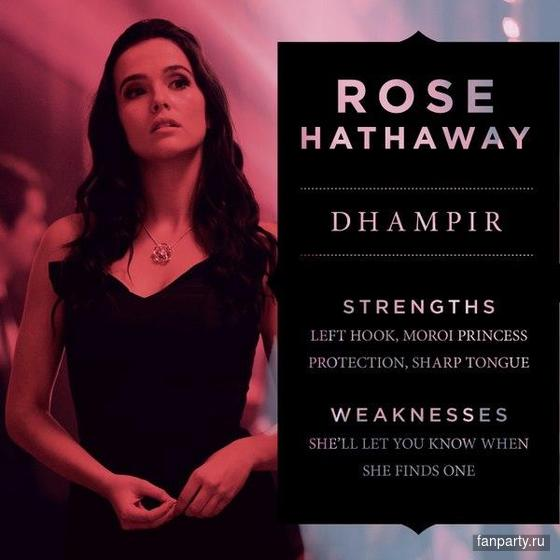 ROSE
HATHAWAY
DHAMPIR
STRENGTHS
LEFT HOOK, MOROI PRINCESS
PROTECTION, SHARP TONGUE
WEAKNESSES
SHE'LL LET YOU KNOW WHEN
SHE FINDS ONE
fanparty.ru